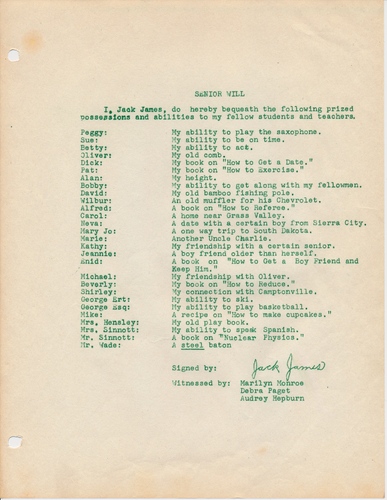 SENIOR WILL
I, Jack James, do hereby bequeath the following prized
possessions and abilities to my fellow students and teachers.
Peggy: My ability to play the saxophone.
Sue: My ability to be on time.
Betty: My ability to act.
Oliver: My old comb.
Dick: My book on "How to Get a Date."
Pat: My book on "How to Exercise."
Alan: My height.
Bobby: My ability to get along with my fellowmen.
David: My old bamboo fishing pole.
Wilbur: An old muffler for his Chevrolet.
Alfred: A book on "How to Referee."
Carol: A home near Grass Valley.
Neva: A date with a certain boy from Sierra City.
Mary Jo: A one way trip to South Dakota.
Marie: Another Uncle Charlie.
Kathy: My friendship with a certain senior.
Jeannie: A boy friend older than herself.
Enid: A book on "How to Get a Boy Friend and
Keep Him."
Michael: My friendship with Oliver.
Beverly: My book on "How to Reduce."
Shirley: My connection with Camptonville.
George Ert: My ability to ski.
George Esq: My ability to play basketball.
Mike: A recipe on "How to make cupcakes."
Mrs. Hensley: My old play book.
Mrs. Sinnott: My ability to speak Spanish.
Mr. Sinnott: A book on "Nuclear Physics."
Mr. Wade: A steel baton
Signed by: Jack James
Witnessed by: Marilyn Monroe
Debra Paget
Audrey Hepburn